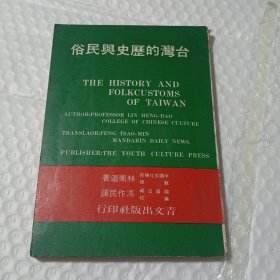 俗民與史歷的灣台
THE HISTORY AND
FOLKCUSTOMS
OF TAIWAN
AUTHOR:PROFESSOR LIN HENG-DAO
COLLEGE OF CHINESE CULTURE
TRANSLAOR:FENG TSAO-MIN
MANDARIN DAILY NEWS.
PUBLISHER:THE YOUTH CULTURE PRESS
著道衡林
譯民作馮
行印社版出文青